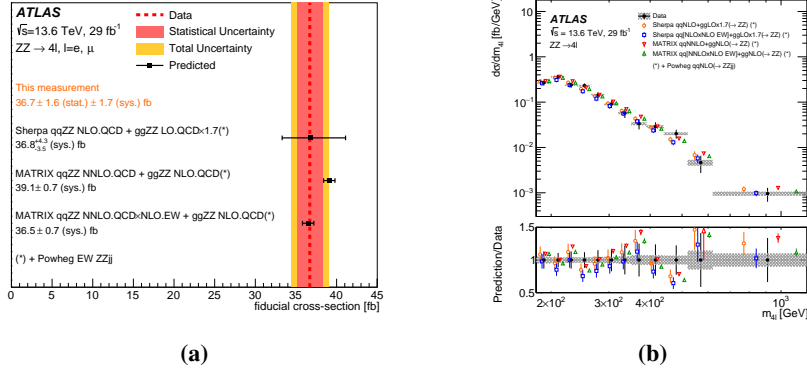 ATLAS
√s=13.6 TeV, 29 fb⁻¹
ZZ → 4l, l=e, μ
Data
Statistical Uncertainty
Total Uncertainty
Predicted
This measurement
36.7± 1.6 (stat.) ± 1.7 (sys.) fb
Sherpa qqZZ NLO.QCD + ggZZ LO.QCD×1.7(*)
36.8+4.3-3.5 (sys.) fb
MATRIX qqZZ NNLO.QCD + ggZZ NLO.QCD(*)
39.1± 0.7 (sys.) fb
MATRIX qqZZ NNLO.QCD×NLO.EW + ggZZ NLO.QCD(*)
36.5± 0.7 (sys.) fb
(*) + Powheg EW ZZjj
0 5 10 15 20 25 30 35 40 45
fiducial cross-section [fb]
(a)
dσ/dm4l [fb/GeV]
ATLAS
√s = 13.6 TeV, 29 fb⁻¹
ZZ → 4l
Data
Sherpa qqNLO+ggLOx1.7(→ ZZ) (*)
Sherpa qq[NLOxNLO EW]+ggLOx1.7(→ ZZ) (*)
MATRIX qqNNLO+ggNLO(→ ZZ) (*)
MATRIX qq[NNLOxNLO EW]+ggNLO(→ ZZ) (*)
(*) + Powheg qqNLO(→ ZZjj)
10²
10
1
10⁻¹
10⁻²
10⁻³
Prediction/Data
1.5
1
0.5
2×10² 3×10² 4×10² 10³
m4l [GeV]
(b)